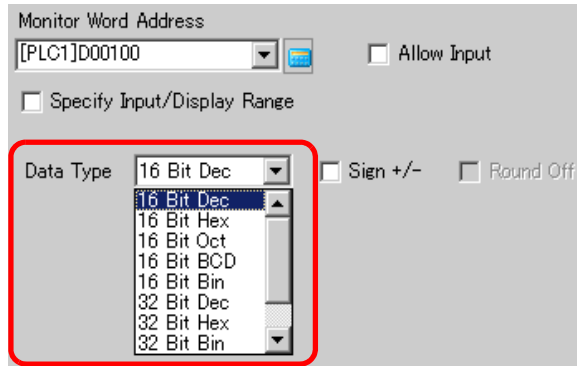 Monitor Word Address
[PLC1]D00100
Allow Input
Specify Input/Display Range
Data Type 16 Bit Dec Sign +/- Round Off
16 Bit Dec
16 Bit Hex
16 Bit Oct
16 Bit BCD
16 Bit Bin
32 Bit Dec
32 Bit Hex
32 Bit Bin